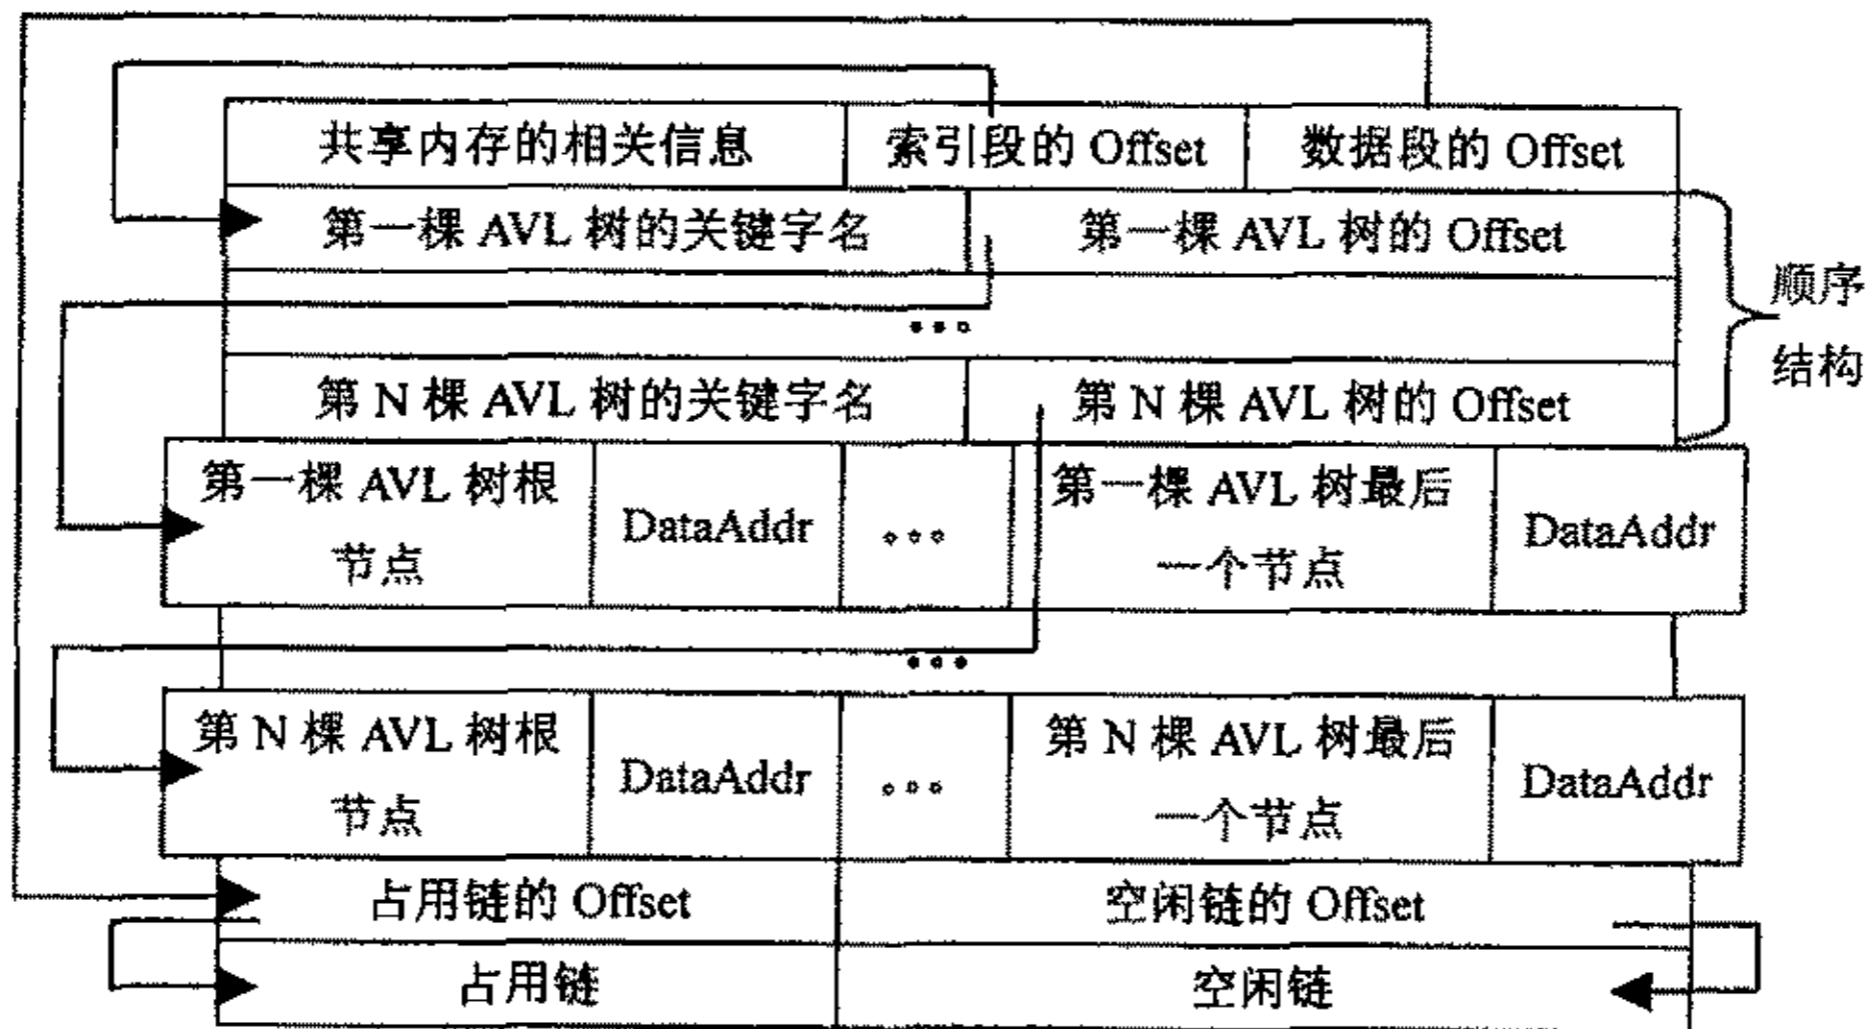 共享内存的相关信息 索引段的 Offset 数据段的 Offset
第一棵 AVL 树的关键字名 第一棵 AVL 树的 Offset
顺序
结构
第 N 棵 AVL 树的关键字名 第 N 棵 AVL 树的 Offset
第一棵 AVL 树根
节点
DataAddr
第一棵 AVL 树最后
一个节点
DataAddr
第 N 棵 AVL 树根
节点
DataAddr
第 N 棵 AVL 树最后
一个节点
DataAddr
占用链的 Offset 空闲链的 Offset
占用链 空闲链